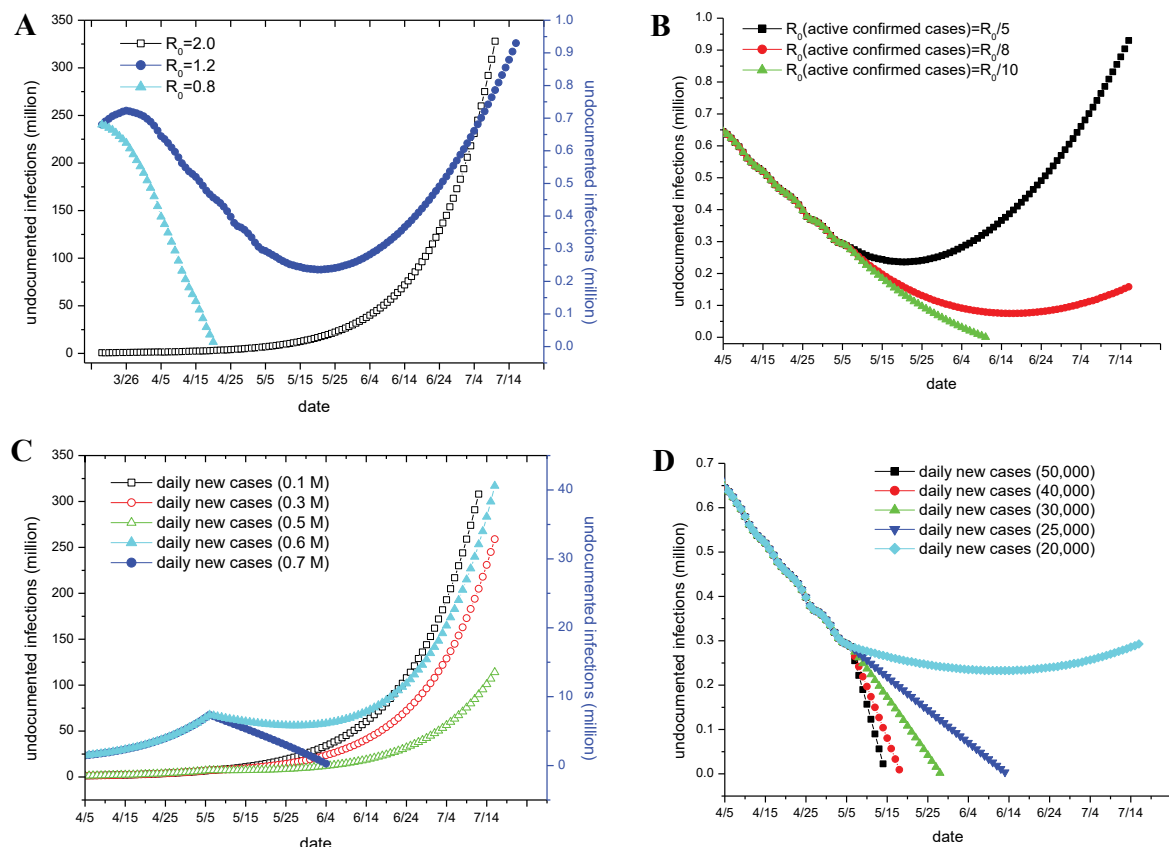 A
R0=2.0
R0=1.2
R0=0.8
undocumented infections (million)
350
300
250
200
150
100
50
0
1.0
0.9
0.8
0.7
0.6
0.5
0.4
0.3
0.2
0.1
0.0
undocumented infections (million)
3/26 4/5 4/15 4/25 5/5 5/15 5/25 6/4 6/14 6/24 7/4 7/14
date
B
R0(active confirmed cases)=R0/5
R0(active confirmed cases)=R0/8
R0(active confirmed cases)=R0/10
undocumented infections (million)
1.0
0.9
0.8
0.7
0.6
0.5
0.4
0.3
0.2
0.1
0.0
4/5 4/15 4/25 5/5 5/15 5/25 6/4 6/14 6/24 7/4 7/14
date
C
daily new cases (0.1 M)
daily new cases (0.3 M)
daily new cases (0.5 M)
daily new cases (0.6 M)
daily new cases (0.7 M)
undocumented infections (million)
350
300
250
200
150
100
50
0
40
30
20
10
0
undocumented infections (million)
4/5 4/15 4/25 5/5 5/15 5/25 6/4 6/14 6/24 7/4 7/14
date
D
daily new cases (50,000)
daily new cases (40,000)
daily new cases (30,000)
daily new cases (25,000)
daily new cases (20,000)
undocumented infections (million)
0.7
0.6
0.5
0.4
0.3
0.2
0.1
0.0
4/5 4/15 4/25 5/5 5/15 5/25 6/4 6/14 6/24 7/4 7/14
date